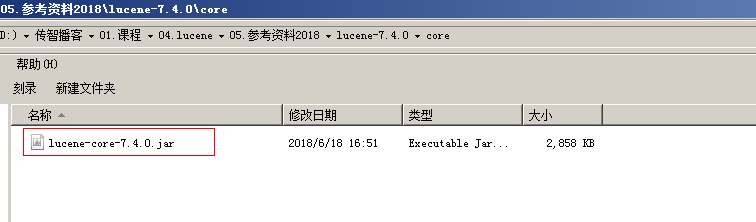 05.参考资料2018\lucene-7.4.0\core
D:) ▾ 传智播客 ▾ 01.课程 ▾ 04.lucene ▾ 05.参考资料2018 ▾ lucene-7.4.0 ▾ core
帮助(H)
刻录 新建文件夹
名称 修改日期 类型 大小
lucene-core-7.4.0.jar 2018/6/18 16:51 Executable Jar... 2,858 KB